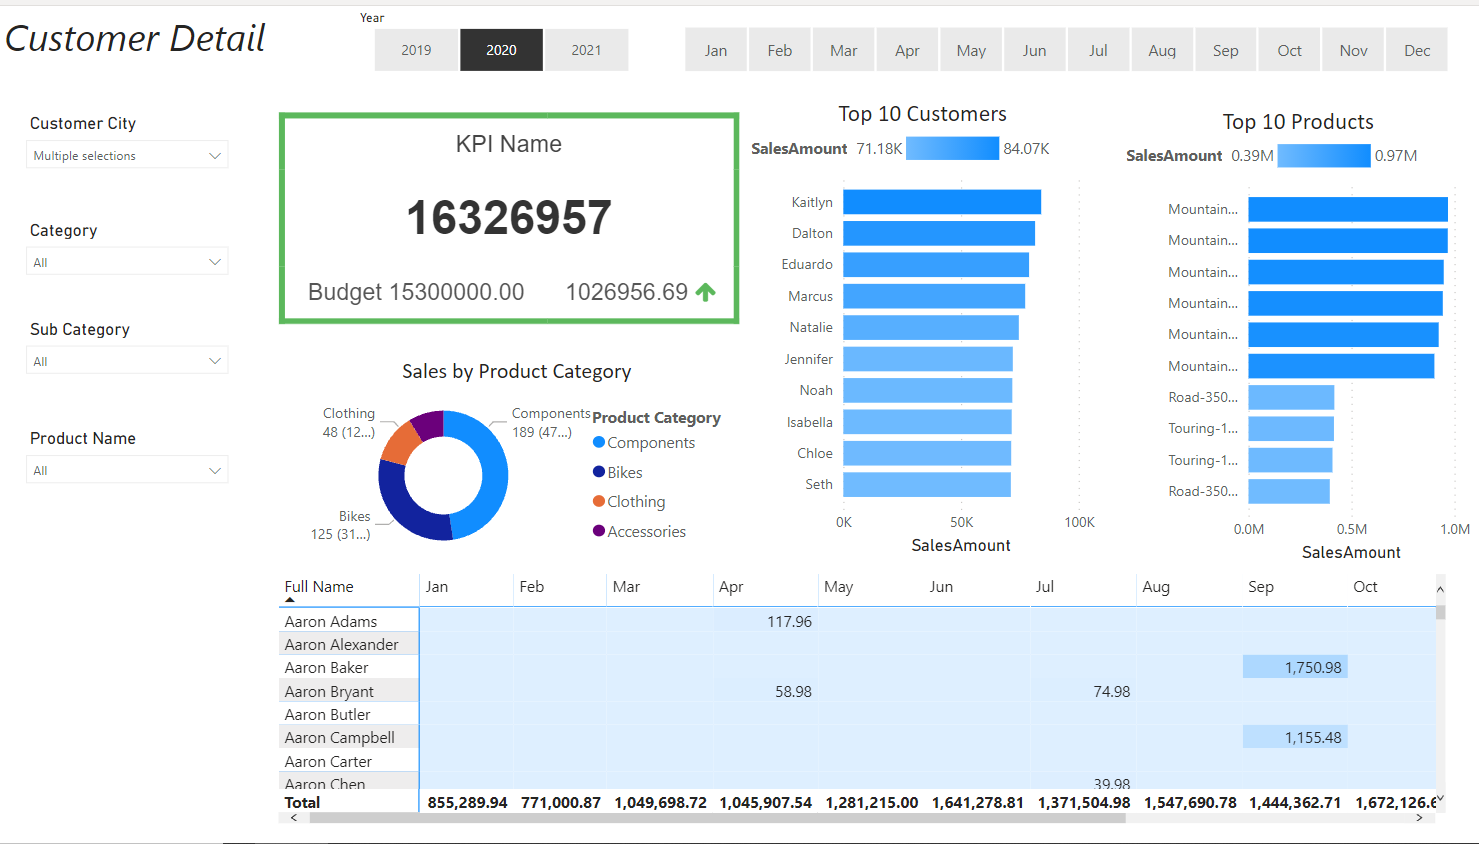 Customer Detail
Year
2019 2020 2021
Jan Feb Mar Apr May Jun Jul Aug Sep Oct Nov Dec
Customer City
Multiple selections
Category
All
Sub Category
All
Product Name
All
KPI Name
16326957
Budget 15300000.00 1026956.69
Sales by Product Category
Clothing
48 (12...)
Components
189 (47...)
Bikes
125 (31...)
Product Category
Components
Bikes
Clothing
Accessories
Top 10 Customers
SalesAmount 71.18K 84.07K
Kaitlyn
Dalton
Eduardo
Marcus
Natalie
Jennifer
Noah
Isabella
Chloe
Seth
0K 50K 100K
SalesAmount
Top 10 Products
SalesAmount 0.39M 0.97M
Mountain...
Mountain...
Mountain...
Mountain...
Mountain...
Mountain...
Road-350...
Touring-1...
Touring-1...
Road-350...
0.0M 0.5M 1.0M
SalesAmount
Full Name Jan Feb Mar Apr May Jun Jul Aug Sep Oct
Aaron Adams 117.96
Aaron Alexander
Aaron Baker 1,750.98
Aaron Bryant 58.98 74.98
Aaron Butler
Aaron Campbell 1,155.48
Aaron Carter
Aaron Chen 39.98
Total 855,289.94 771,000.87 1,049,698.72 1,045,907.54 1,281,215.00 1,641,278.81 1,371,504.98 1,547,690.78 1,444,362.71 1,672,126.6